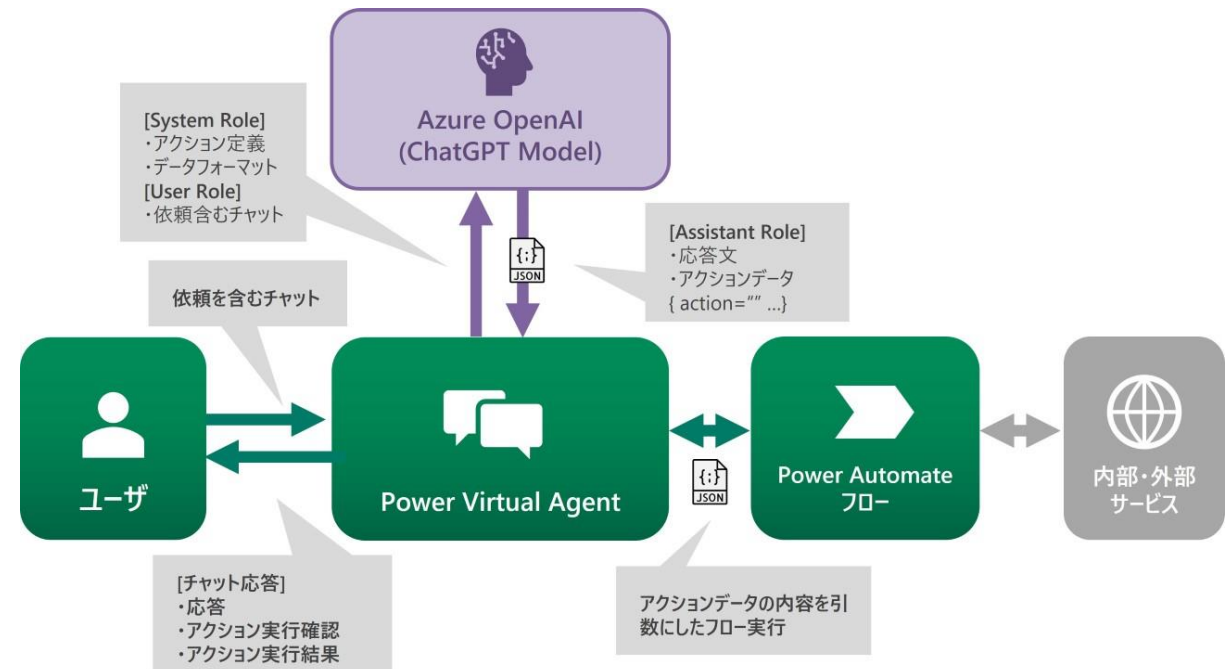 Azure OpenAI
(ChatGPT Model)
[System Role]
・アクション定義
・データフォーマット
[User Role]
・依頼含むチャット
{;}
JSON
[Assistant Role]
・応答文
・アクションデータ
{ action="" ...}
依頼を含むチャット
ユーザ
Power Virtual Agent
{;}
JSON
Power Automate
フロー
内部・外部
サービス
[チャット応答]
・応答
・アクション実行確認
・アクション実行結果
アクションデータの内容を引
数にしたフロー実行